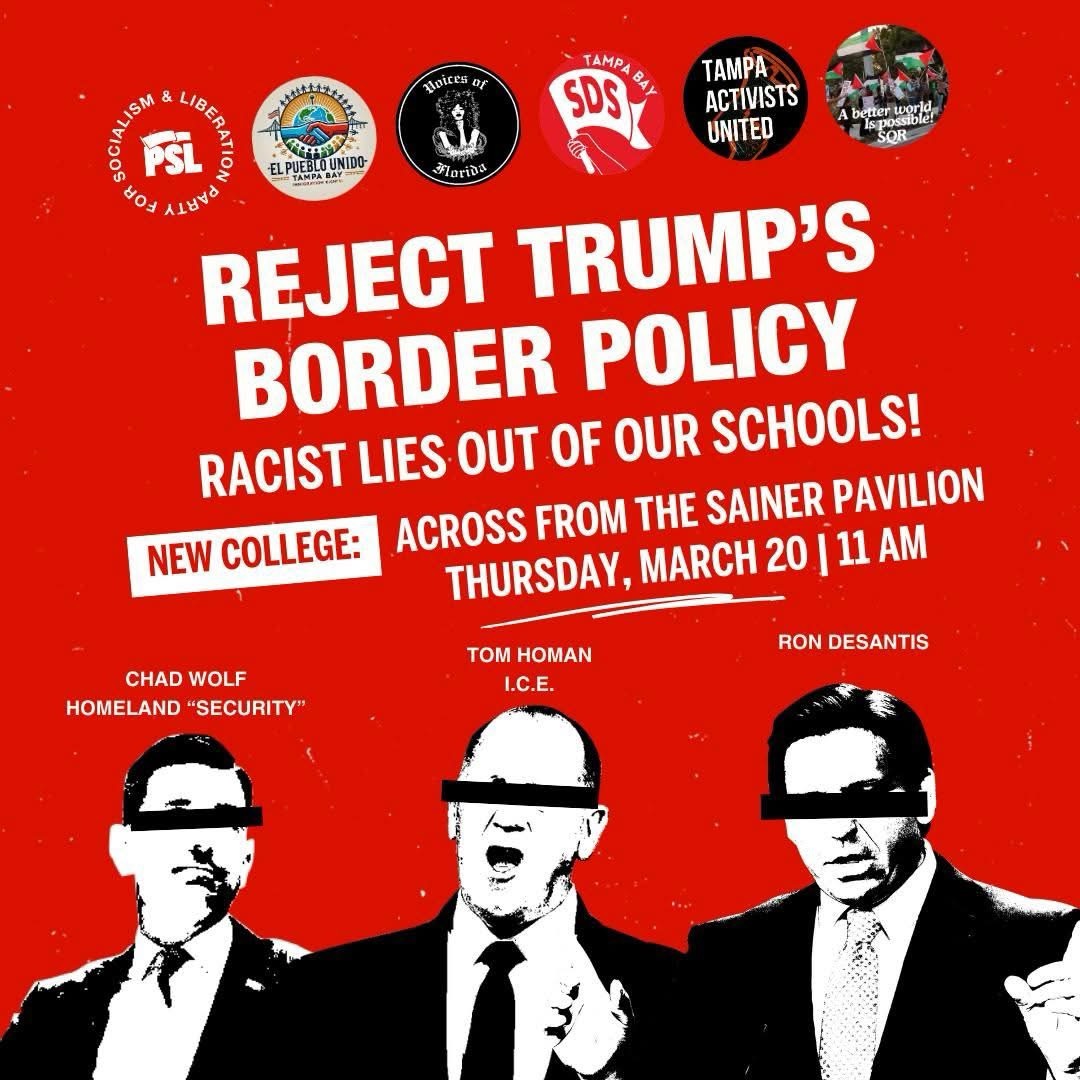 PARTY FOR SOCIALISM & LIBERATION
PSL
EL PUEBLO UNIDO
TAMPA BAY
IMMIGRATION RIGHTS
Voices of
Florida
TAMPA BAY
SDS
TAMPA
ACTIVISTS
UNITED
A better world
Is possible!
SQR
REJECT TRUMP'S
BORDER POLICY
RACIST LIES OUT OF OUR SCHOOLS!
NEW COLLEGE: ACROSS FROM THE SAINER PAVILION
THURSDAY, MARCH 20 | 11 AM
CHAD WOLF
HOMELAND “SECURITY”
TOM HOMAN
I.C.E.
RON DESANTIS